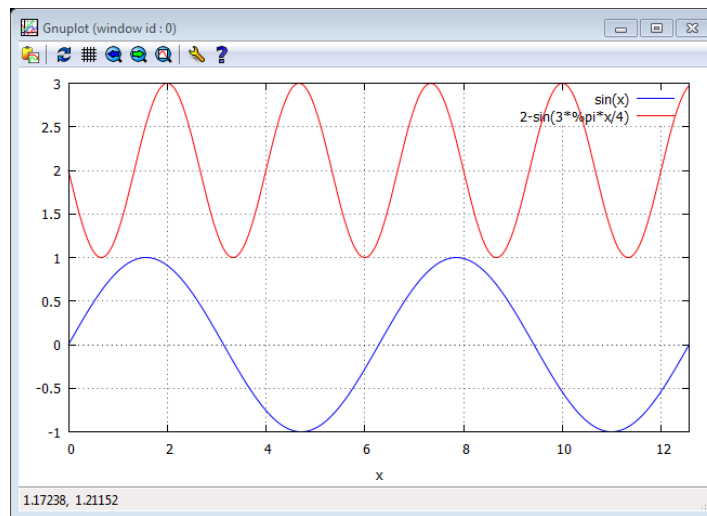 Gnuplot (window id : 0)
3
sin(x)
2-sin(3*%pi*x/4)
2.5
2
1.5
1
0.5
0
-0.5
-1
0 2 4 6 8 10 12
x
1.17238, 1.21152